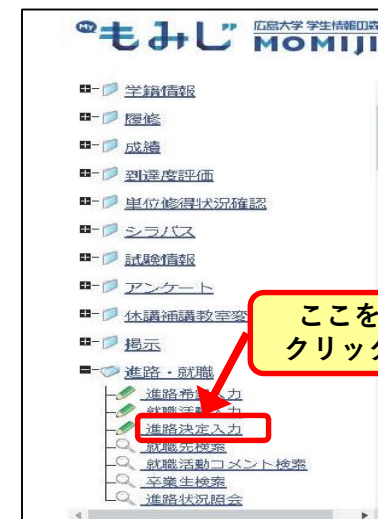 My もみじ 広島大学 学生情報の森
MOMIJI
学籍情報
履修
成績
到達度評価
単位修得状況確認
シラバス
試験情報
アンケート
休講補講教室変
掲示
進路・就職
進路希望入力
就職活動入力
進路決定入力
就職先検索
就職活動コメント検索
卒業生検索
進路状況照会
ここを
クリック